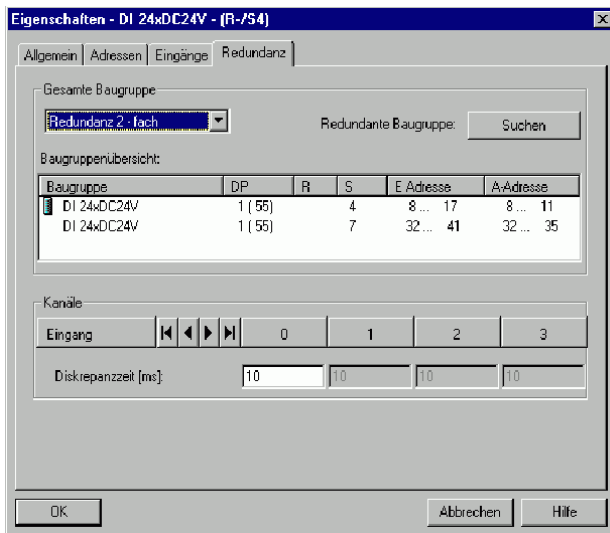 Eigenschaften - DI 24xDC24V - (R-/S4)
Allgemein Adressen Eingänge Redundanz
Gesamte Baugruppe
Redundanz 2 - fach Redundante Baugruppe: Suchen
Baugruppenübersicht:
Baugruppe DP R S E Adresse A-Adresse
DI 24xDC24V 1 ( 55) 4 8 ... 17 8 ... 11
DI 24xDC24V 1 ( 55) 7 32 ... 41 32 ... 35
Kanäle
Eingang 0 1 2 3
Diskrepanzzeit [ms]: 10 10 10 10
OK Abbrechen Hilfe